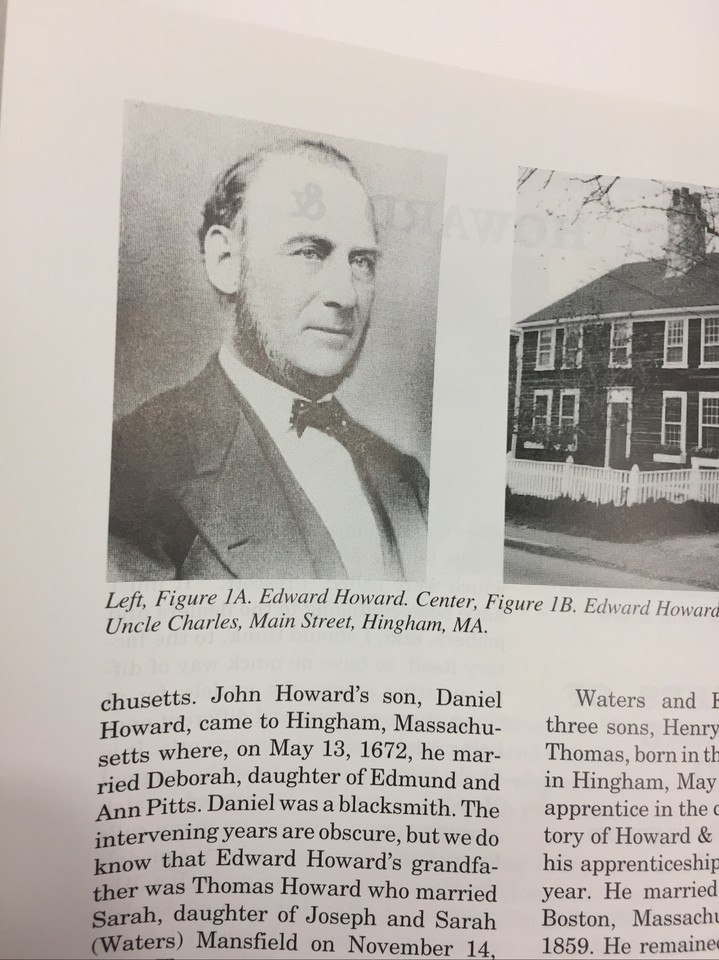 Left, Figure 1A. Edward Howard. Center, Figure 1B. Edward Howard
Uncle Charles, Main Street, Hingham, MA.
chusetts. John Howard's son, Daniel
Howard, came to Hingham, Massachu-
setts where, on May 13, 1672, he mar-
ried Deborah, daughter of Edmund and
Ann Pitts. Daniel was a blacksmith. The
intervening years are obscure, but we do
know that Edward Howard's grandfa-
ther was Thomas Howard who married
Sarah, daughter of Joseph and Sarah
(Waters) Mansfield on November 14,
Waters and
three sons, Henry
Thomas, born in th
in Hingham, May
apprentice in the c
tory of Howard &
his apprenticeship
year. He married
Boston, Massachu
1859. He remained